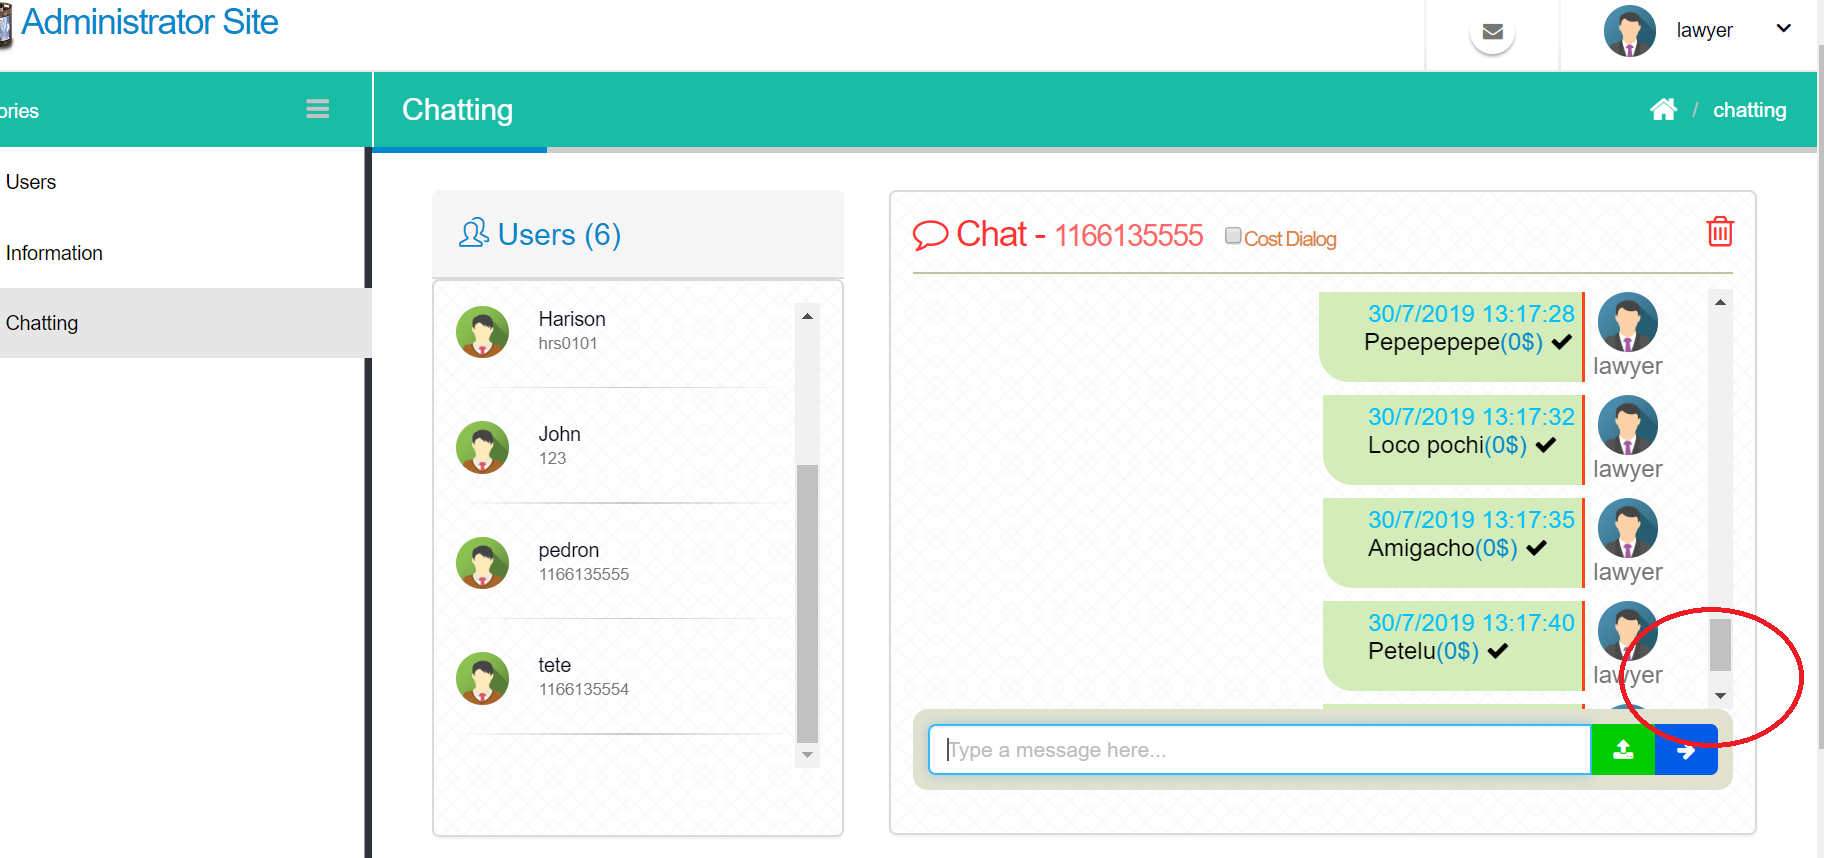 Administrator Site
lawyer
ories
Chatting
/ chatting
Users
Information
Chatting
Users (6)
Harison
hrs0101
John
123
pedron
1166135555
tete
1166135554
Chat - 1166135555
Cost Dialog
30/7/2019 13:17:28
Pepepepepe(0$)
lawyer
30/7/2019 13:17:32
Loco pochi(0$)
lawyer
30/7/2019 13:17:35
Amigacho(0$)
lawyer
30/7/2019 13:17:40
Petelu(0$)
lawyer
Type a message here...